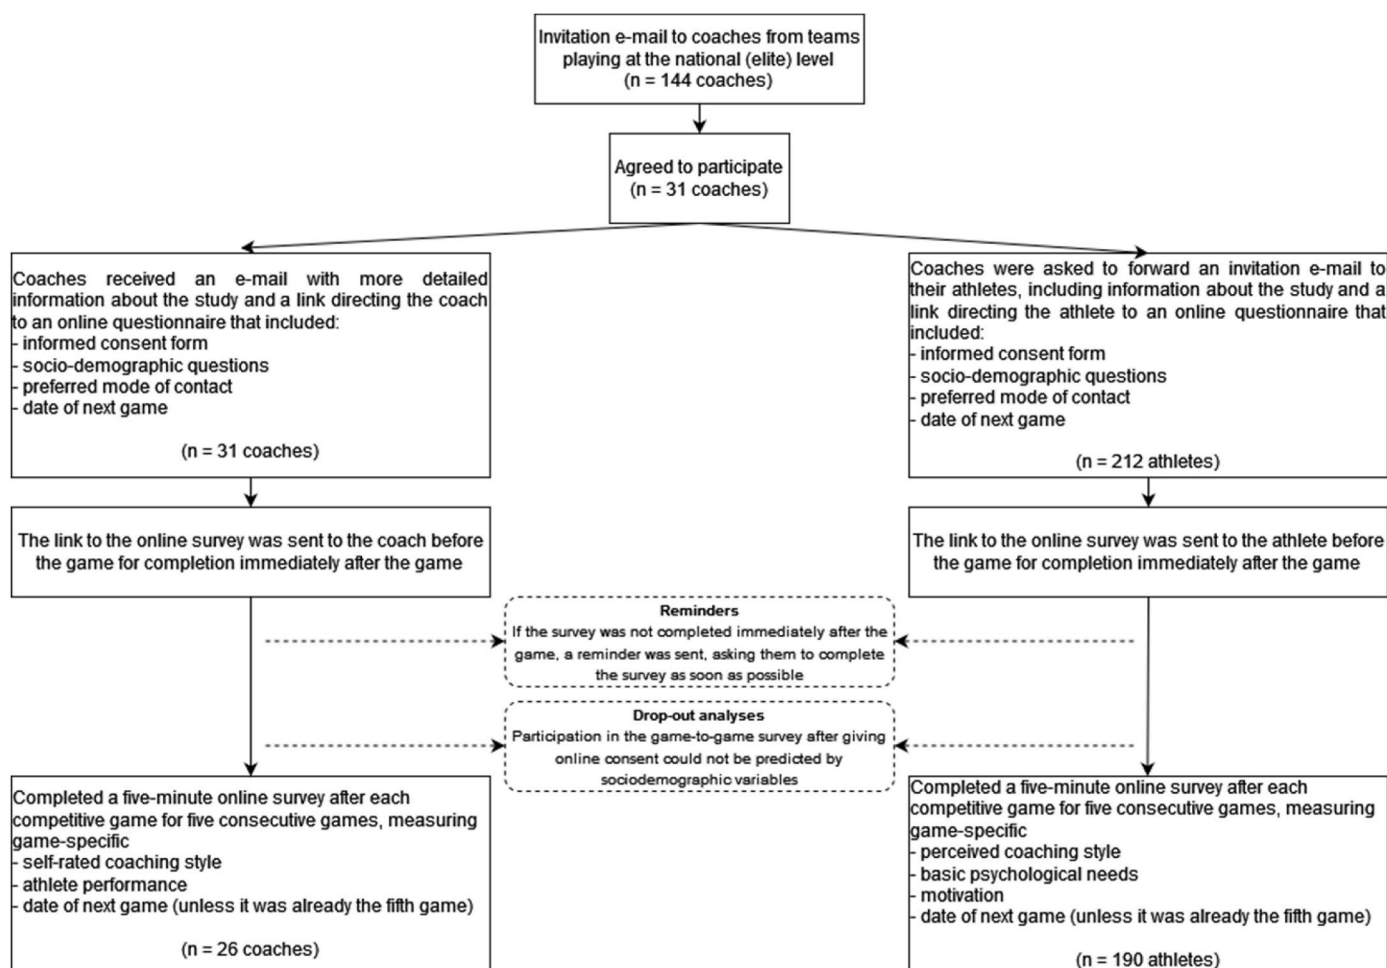 Invitation e-mail to coaches from teams
playing at the national (elite) level
(n = 144 coaches)
Agreed to participate
(n = 31 coaches)
Coaches received an e-mail with more detailed
information about the study and a link directing the coach
to an online questionnaire that included:
- informed consent form
- socio-demographic questions
- preferred mode of contact
- date of next game
(n = 31 coaches)
Coaches were asked to forward an invitation e-mail to
their athletes, including information about the study and a
link directing the athlete to an online questionnaire that
included:
- informed consent form
- socio-demographic questions
- preferred mode of contact
- date of next game
(n = 212 athletes)
The link to the online survey was sent to the coach before
the game for completion immediately after the game
The link to the online survey was sent to the athlete before
the game for completion immediately after the game
Reminders
If the survey was not completed immediately after the
game, a reminder was sent, asking them to complete
the survey as soon as possible
Drop-out analyses
Participation in the game-to-game survey after giving
online consent could not be predicted by
sociodemographic variables
Completed a five-minute online survey after each
competitive game for five consecutive games, measuring
game-specific
- self-rated coaching style
- athlete performance
- date of next game (unless it was already the fifth game)
(n = 26 coaches)
Completed a five-minute online survey after each
competitive game for five consecutive games, measuring
game-specific
- perceived coaching style
- basic psychological needs
- motivation
- date of next game (unless it was already the fifth game)
(n = 190 athletes)